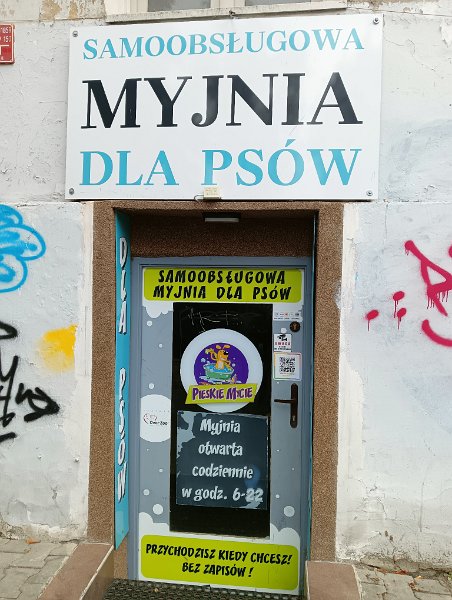 SAMOOBSŁUGOWA
MYJNIA
DLA PSÓW
SAMOOBSŁUGOWA
MYJNIA DLA PSÓW
DLA PSÓW
PIESKIE MYCIE
Myjnia
otwarta
codziennie
w godz. 6-22
PRZYCHODZISZ KIEDY CHCESZ!
BEZ ZAPISÓW!